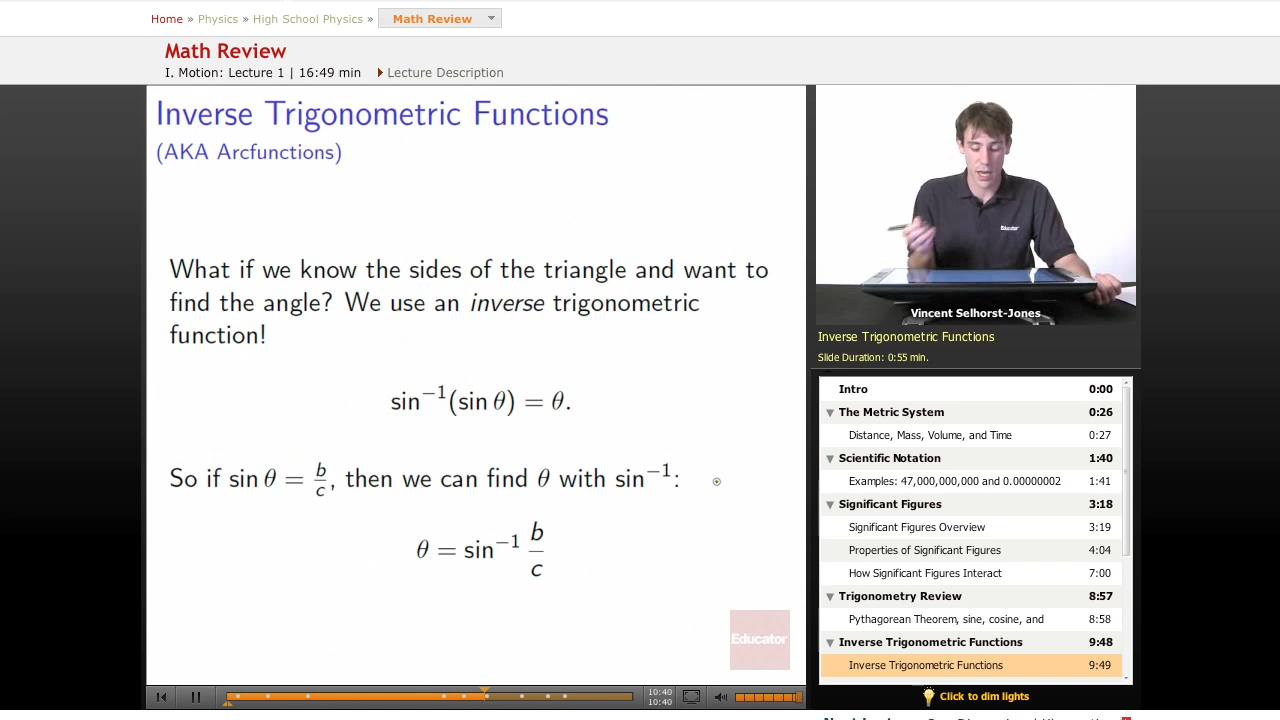 Home » Physics » High School Physics » Math Review
Math Review
I. Motion: Lecture 1 | 16:49 min Lecture Description
Inverse Trigonometric Functions
(AKA Arcfunctions)
What if we know the sides of the triangle and want to
find the angle? We use an inverse trigonometric
function!
sin⁻¹(sin θ) = θ.
So if sin θ = b/c, then we can find θ with sin⁻¹:
θ = sin⁻¹ b/c
Educator
10:40
10:40
Educator
Vincent Selhorst-Jones
Inverse Trigonometric Functions
Slide Duration: 0:55 min.
Intro 0:00
The Metric System 0:26
Distance, Mass, Volume, and Time 0:27
Scientific Notation 1:40
Examples: 47,000,000,000 and 0.00000002 1:41
Significant Figures 3:18
Significant Figures Overview 3:19
Properties of Significant Figures 4:04
How Significant Figures Interact 7:00
Trigonometry Review 8:57
Pythagorean Theorem, sine, cosine, and 8:58
Inverse Trigonometric Functions 9:48
Inverse Trigonometric Functions 9:49
Click to dim lights